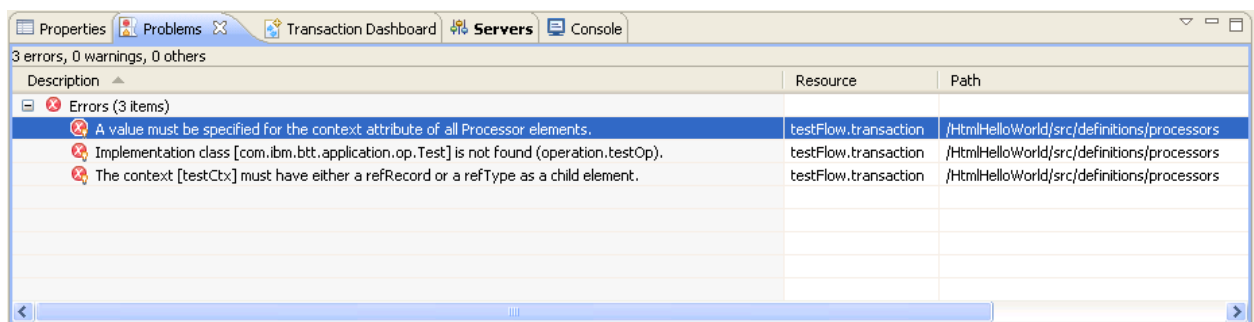 Properties Problems Transaction Dashboard Servers Console
3 errors, 0 warnings, 0 others
Description Resource Path
Errors (3 items)
A value must be specified for the context attribute of all Processor elements. testFlow.transaction /HtmlHelloWorld/src/definitions/processors
Implementation class [com.ibm.btt.application.op.Test] is not found (operation.testOp). testFlow.transaction /HtmlHelloWorld/src/definitions/processors
The context [testCtx] must have either a refRecord or a refType as a child element. testFlow.transaction /HtmlHelloWorld/src/definitions/processors